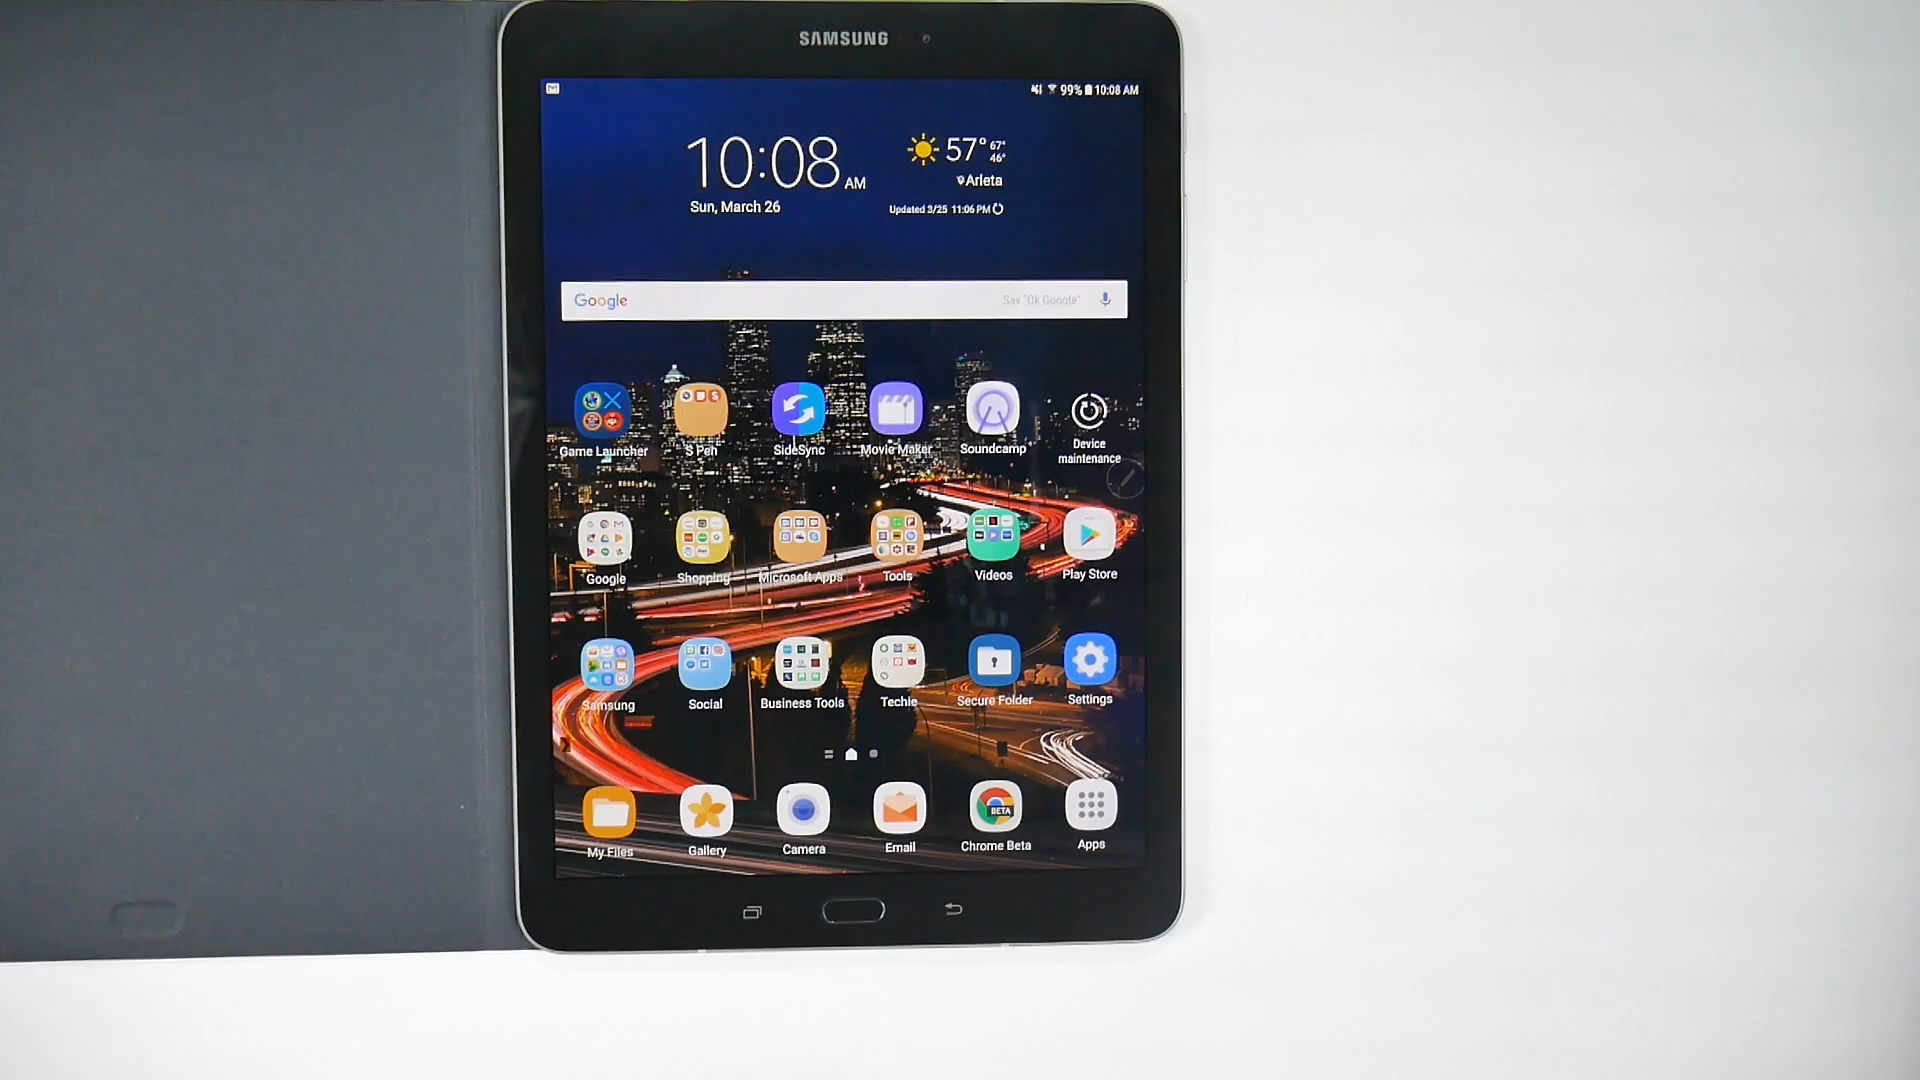 SAMSUNG
99% 10:08 AM
10:08 AM
57° 67°
46°
Arleta
Sun, March 26
Updated 3/25 11:06 PM
Google Say "Ok Google"
Game Launcher S Pen SideSync Movie Maker Soundcamp Device
maintenance
Google Shopping Microsoft Apps Tools Videos Play Store
Samsung Social Business Tools Techie Secure Folder Settings
BETA
My Files Gallery Camera Email Chrome Beta Apps